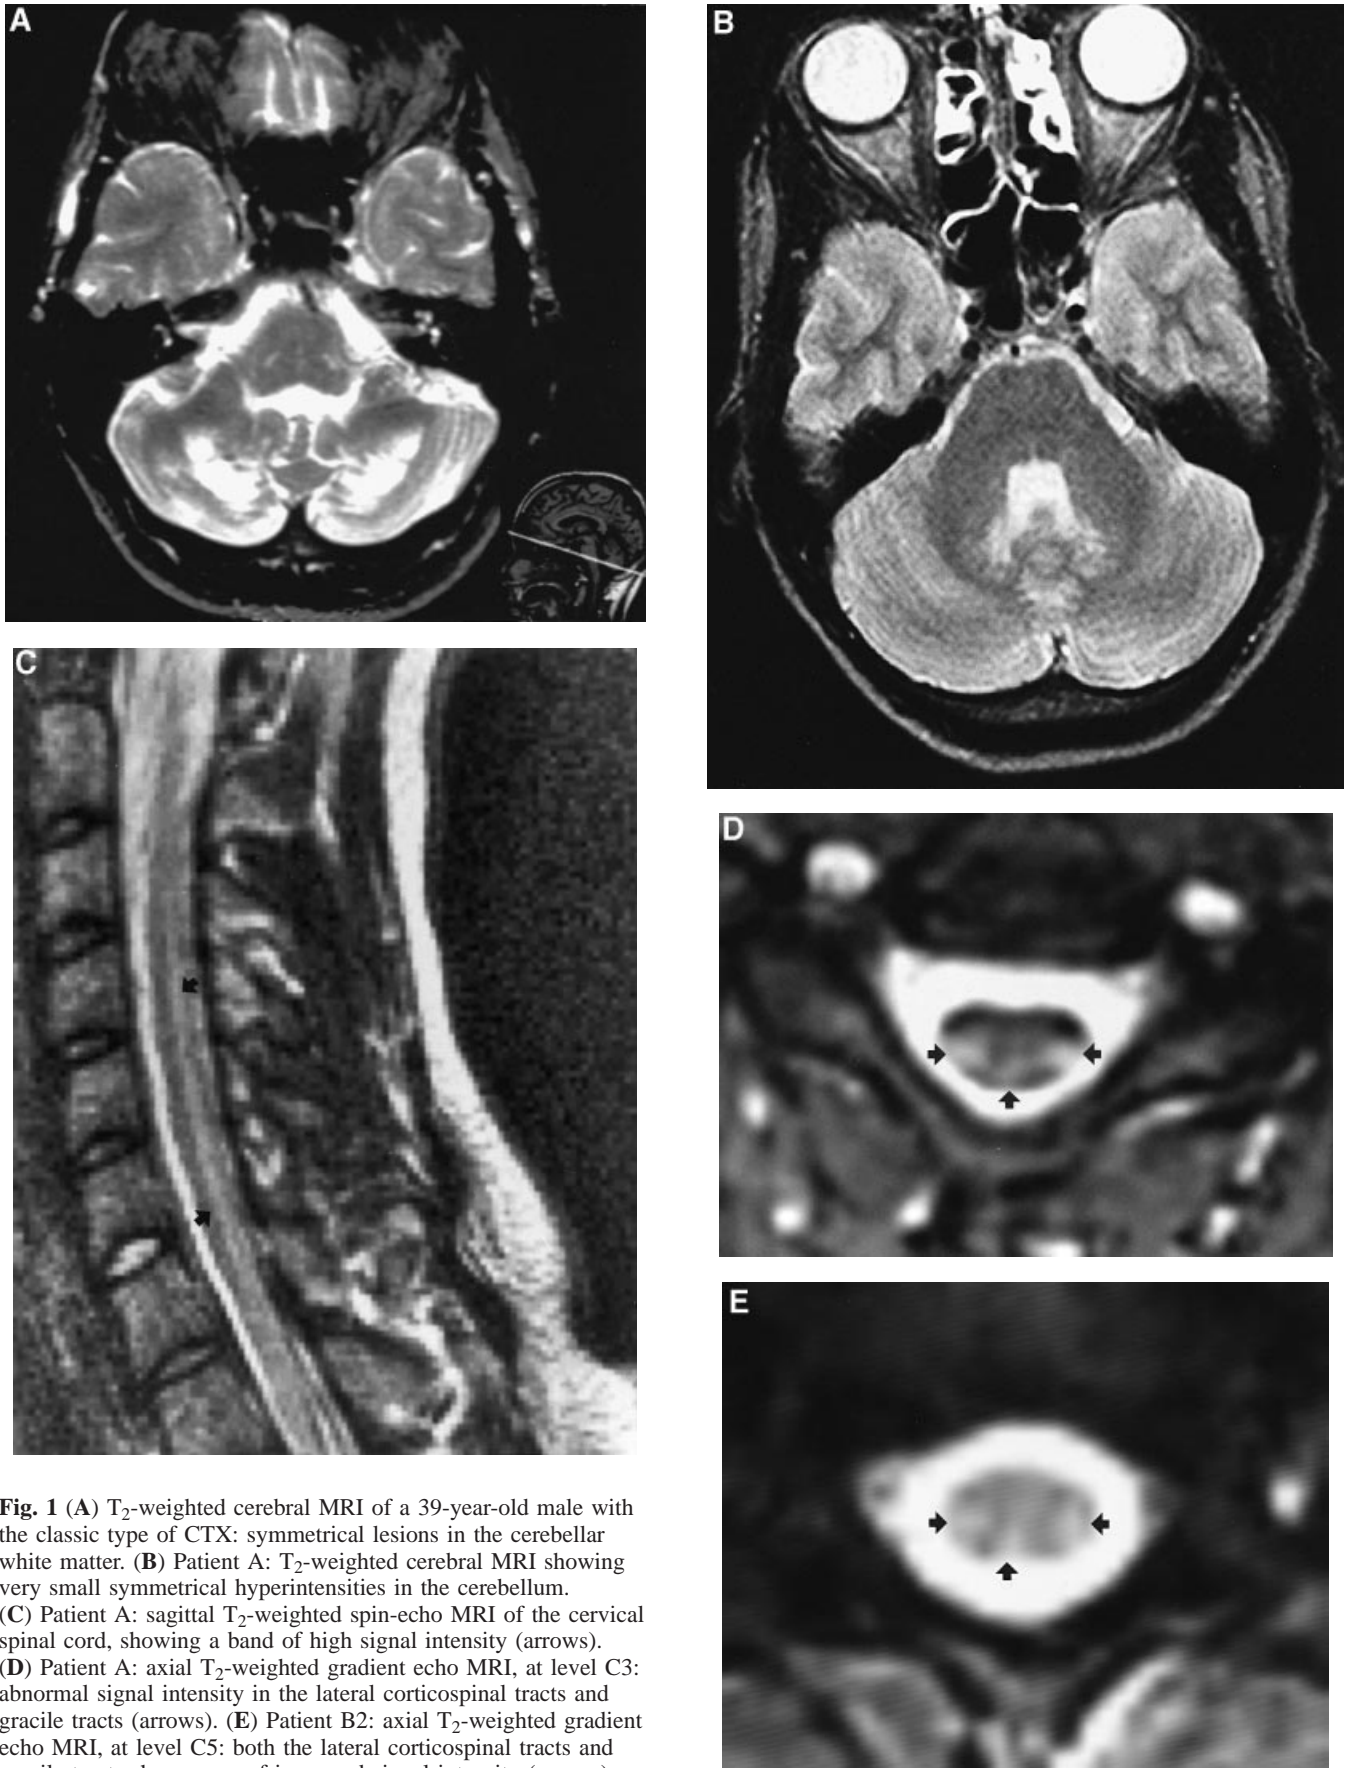 A
B
C
D
E
Fig. 1 (A) T₂-weighted cerebral MRI of a 39-year-old male with
the classic type of CTX: symmetrical lesions in the cerebellar
white matter. (B) Patient A: T₂-weighted cerebral MRI showing
very small symmetrical hyperintensities in the cerebellum.
(C) Patient A: sagittal T₂-weighted spin-echo MRI of the cervical
spinal cord, showing a band of high signal intensity (arrows).
(D) Patient A: axial T₂-weighted gradient echo MRI, at level C3:
abnormal signal intensity in the lateral corticospinal tracts and
gracile tracts (arrows). (E) Patient B2: axial T₂-weighted gradient
echo MRI, at level C5: both the lateral corticospinal tracts and